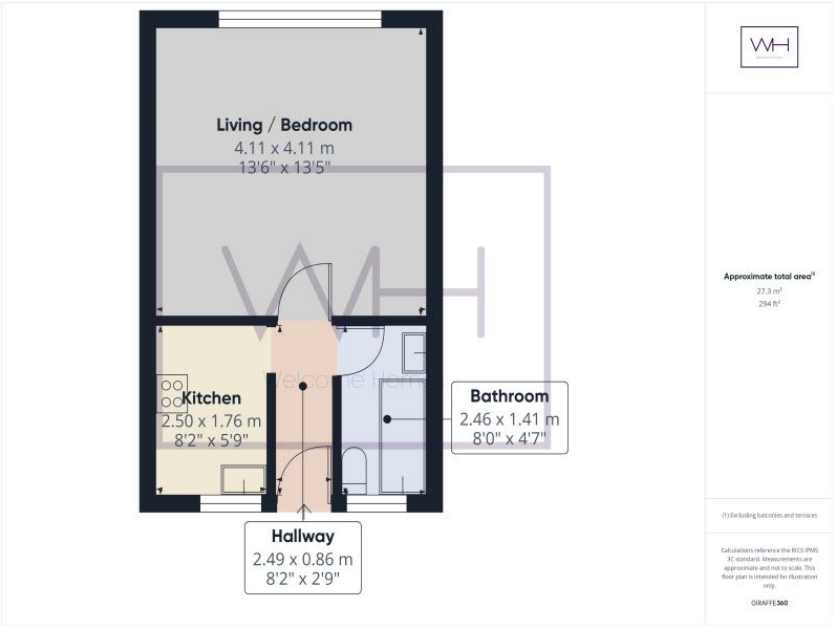 Living / Bedroom
4.11 x 4.11 m
13'6" x 13'5"
Kitchen
2.50 x 1.76 m
8'2" x 5'9"
Welcome Homes
Bathroom
2.46 x 1.41 m
8'0" x 4'7"
Hallway
2.49 x 0.86 m
8'2" x 2'9"
WH
WH
Approximate total area⁽¹⁾
27.3 m²
294 ft²
(1) Excluding balconies and terraces
Calculations reference the RICS IPMS
3C standard. Measurements are
approximate and not to scale. This
floor plan is intended for illustration
only.
GIRAFFE360